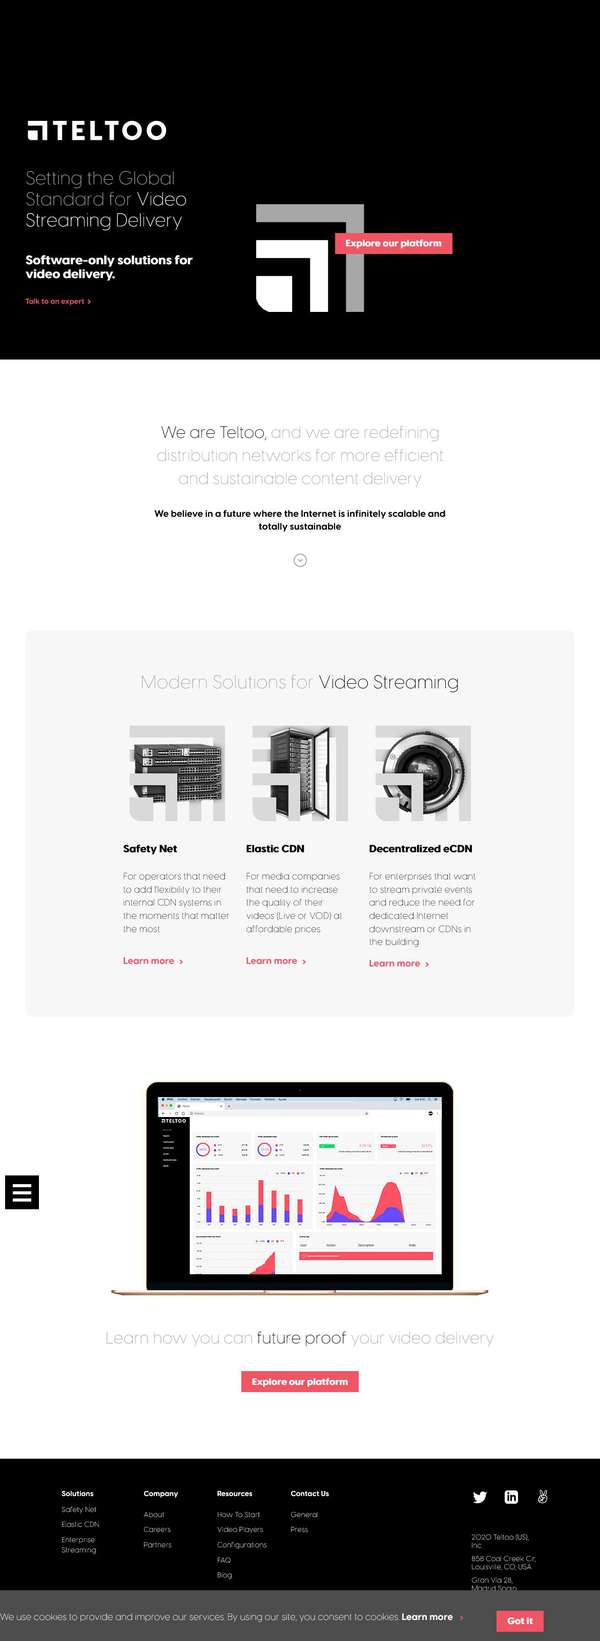 TELTOO
Setting the Global
Standard for Video
Streaming Delivery
Explore our platform
Software-only solutions for
video delivery.
Talk to an expert
We are Teltoo, and we are redefining
distribution networks for more efficient
and sustainable content delivery
We believe in a future where the Internet is infinitely scalable and
totally sustainable
Modern Solutions for Video Streaming
Safety Net
For operators that need
to add flexibility to their
internal CDN systems in
the moments that matter
the most
Learn more
Elastic CDN
For media companies
that need to increase
the quality of their
videos (Live or VOD) at
affordable prices
Learn more
Decentralized eCDN
For enterprises that want
to stream private events
and reduce the need for
dedicated Internet
downstream or CDNs in
the building
Learn more
TELTOO
Learn how you can future proof your video delivery
Explore our platform
Solutions
Safety Net
Elastic CDN
Enterprise
Streaming
Company
About
Careers
Partners
Resources
How To Start
Video Players
Configurations
FAQ
Blog
Contact Us
General
Press
2020 Teltoo (US),
Inc.
858 Coal Creek Cir,
Louisville, CO, USA
Gran Vía 28,
Madrid Spain
We use cookies to provide and improve our services. By using our site, you consent to cookies. Learn more
Got it